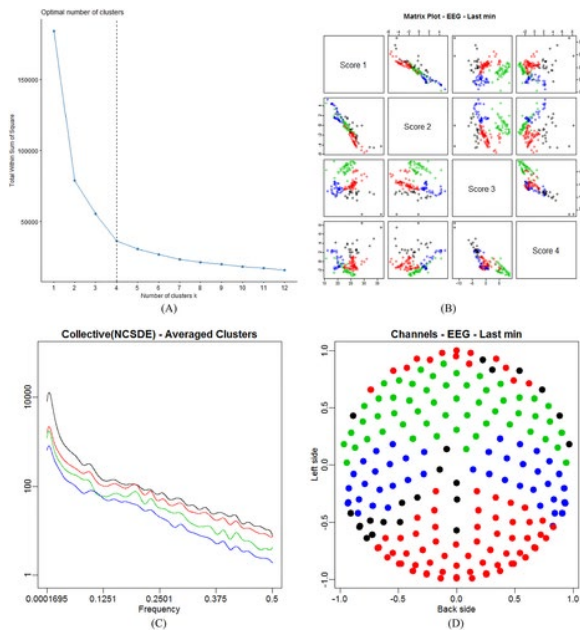 Optimal number of clusters
Total Within Sum of Square
150000
100000
50000
1 2 3 4 5 6 7 8 9 10 11 12
Number of clusters k
(A)
Matrix Plot - EEG - Last min
Score 1
Score 2
Score 3
Score 4
(B)
Collective(NCSDE) - Averaged Clusters
10000
100
1
0.0001695 0.1251 0.2501 0.375 0.5
Frequency
(C)
Channels - EEG - Last min
Left side
1.0
0.5
0.0
-0.5
-1.0
-1.0 -0.5 0.0 0.5 1.0
Back side
(D)